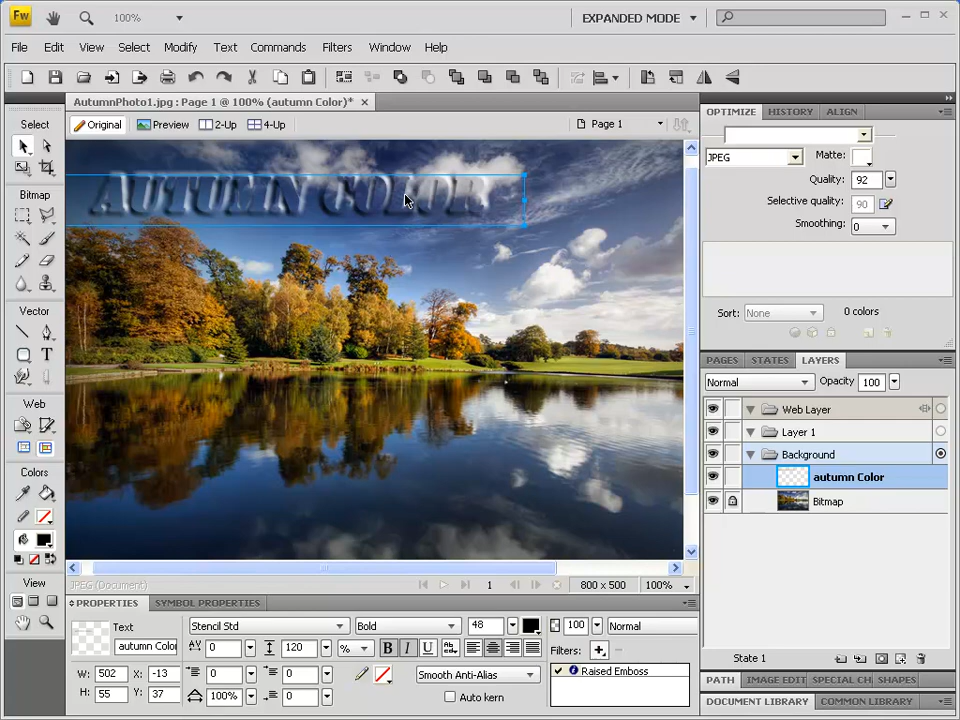 Fw 100% EXPANDED MODE
File Edit View Select Modify Text Commands Filters Window Help
AutumnPhoto1.jpg : Page 1 @ 100% (autumn Color)*
Original Preview 2-Up 4-Up Page 1
Select
Bitmap
Vector
Web
Colors
View
AUTUMN COLOR
OPTIMIZE HISTORY ALIGN
JPEG Matte:
Quality: 92
Selective quality: 90
Smoothing: 0
Sort: None 0 colors
PAGES STATES LAYERS
Normal Opacity 100
Web Layer
Layer 1
Background
autumn Color
Bitmap
State 1
PATH IMAGE EDIT SPECIAL CH SHAPES
DOCUMENT LIBRARY COMMON LIBRARY
JPEG (Document) 1 800 x 500 100%
PROPERTIES SYMBOL PROPERTIES
Text Stencil Std Bold 48 100 Normal
autumn Color 0 120 % B I U Filters:
W: 502 X: -13 0 0 Smooth Anti-Alias Raised Emboss
H: 55 Y: 37 100% 0 Auto kern